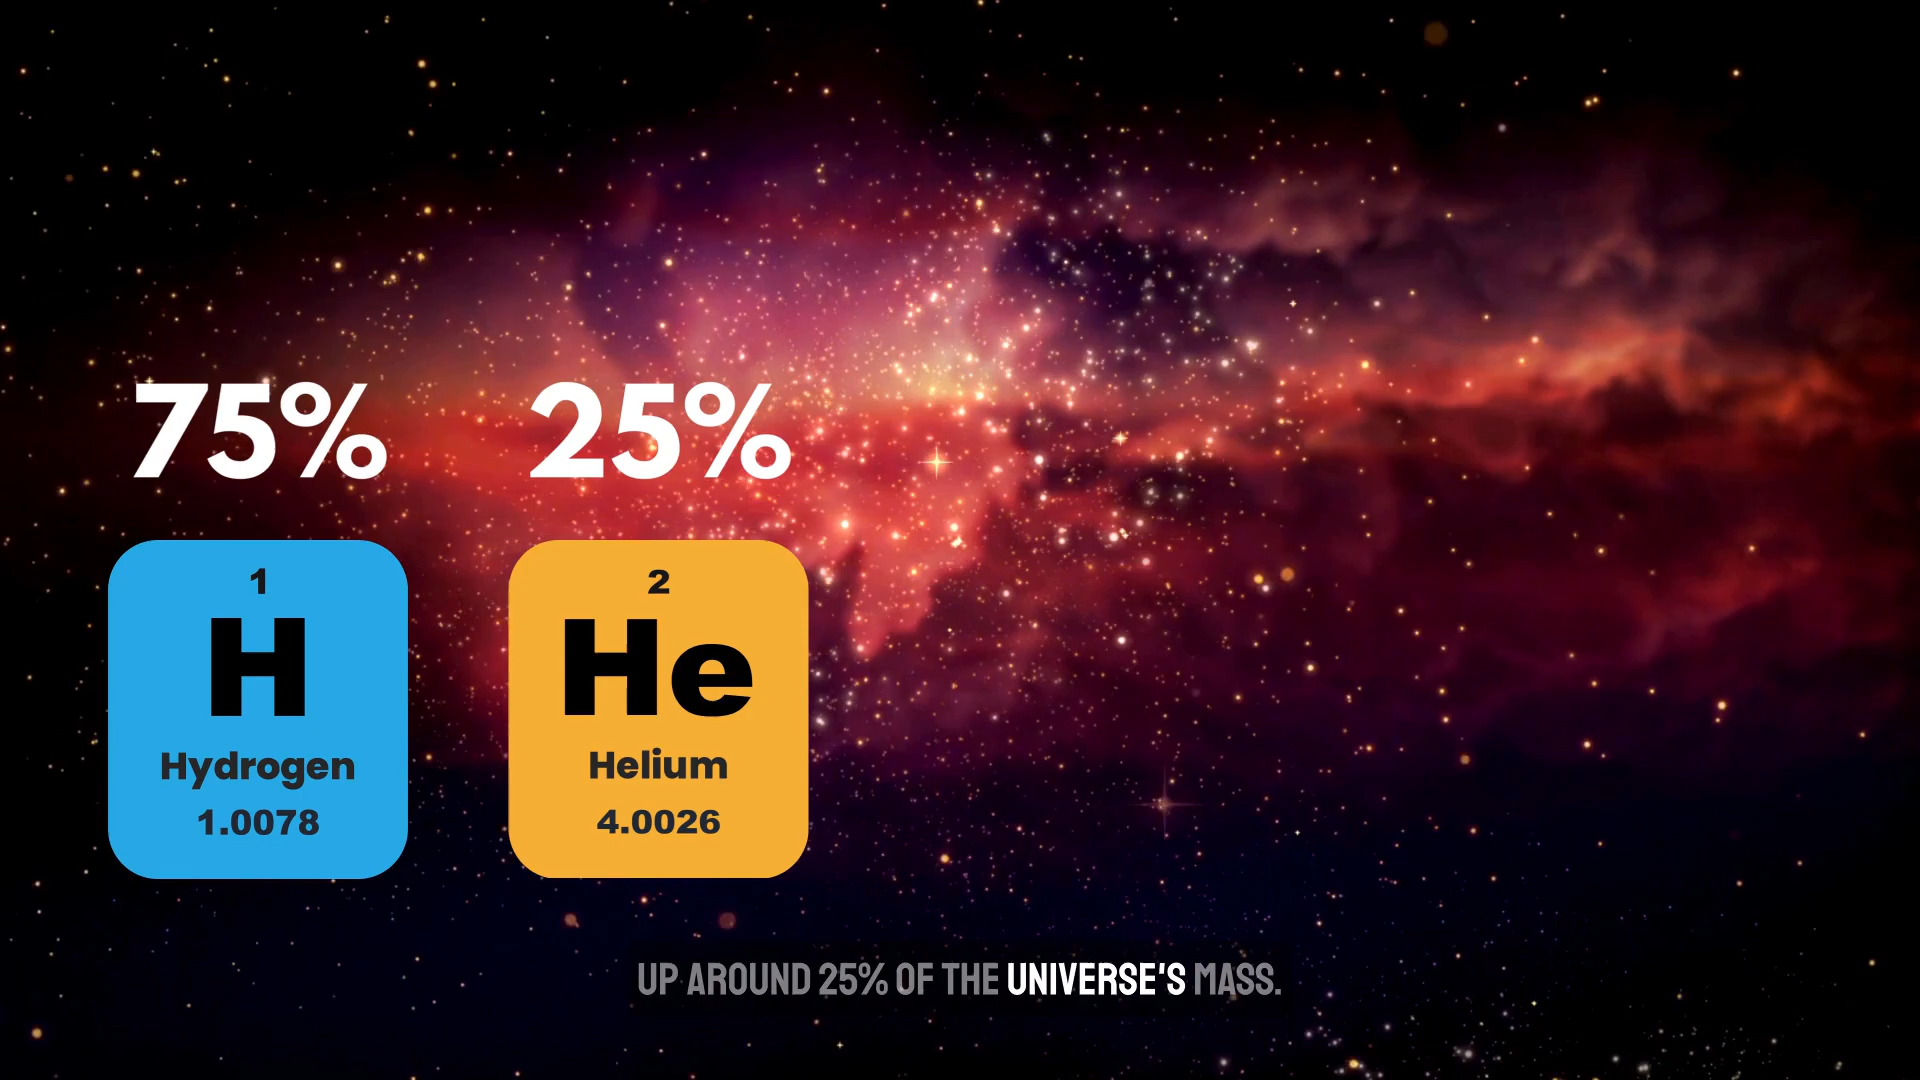 75%
25%
1
H
Hydrogen
1.0078
2
He
Helium
4.0026
UP AROUND 25% OF THE UNIVERSE'S MASS.